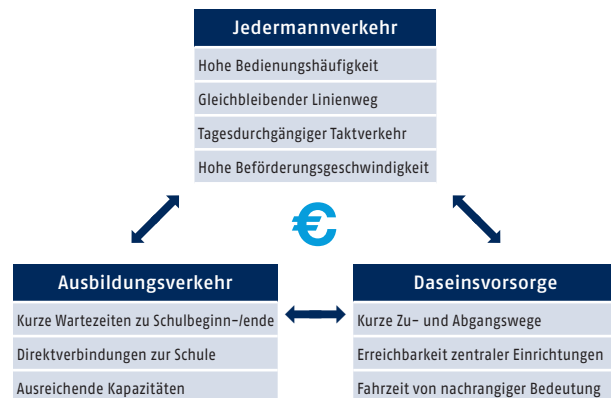 Jedermannverkehr
Hohe Bedienungshäufigkeit
Gleichbleibender Linienweg
Tagesdurchgängiger Taktverkehr
Hohe Beförderungsgeschwindigkeit
€
Ausbildungsverkehr
Kurze Wartezeiten zu Schulbeginn-/ende
Direktverbindungen zur Schule
Ausreichende Kapazitäten
Daseinsvorsorge
Kurze Zu- und Abgangswege
Erreichbarkeit zentraler Einrichtungen
Fahrzeit von nachrangiger Bedeutung